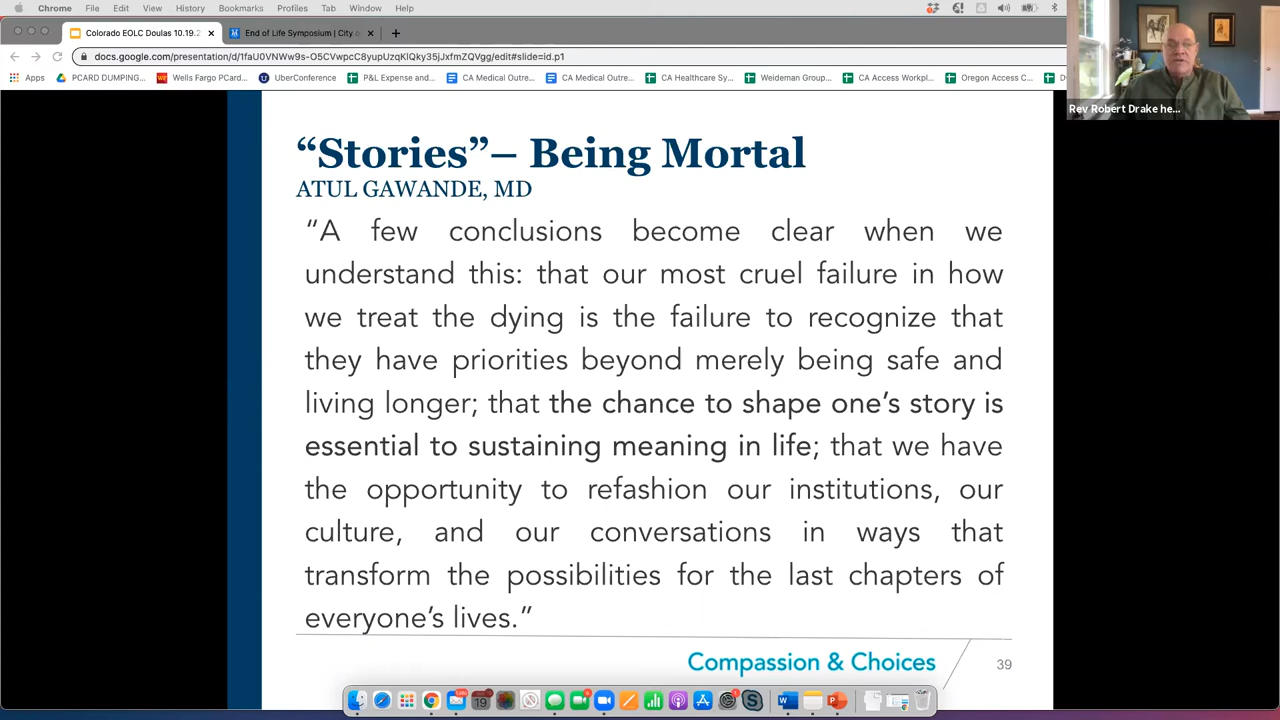 Chrome File Edit View History Bookmarks Profiles Tab Window Help
Colorado EOLC Doulas 10.19.2 × End of Life Symposium | City o × +
docs.google.com/presentation/d/1faU0VNWw9s-O5CVwpcC8yupUzqKlQky35jJxfmZQVgg/edit#slide=id.p1
Apps PCARD DUMPING... Wells Fargo PCard... UberConference P&L Expense and... CA Medical Outre... CA Medical Outre... CA Healthcare Sy... Weideman Group... CA Access Workpl... Oregon Access C...
Rev Robert Drake he...
“Stories”– Being Mortal
ATUL GAWANDE, MD
“A few conclusions become clear when we
understand this: that our most cruel failure in how
we treat the dying is the failure to recognize that
they have priorities beyond merely being safe and
living longer; that the chance to shape one’s story is
essential to sustaining meaning in life; that we have
the opportunity to refashion our institutions, our
culture, and our conversations in ways that
transform the possibilities for the last chapters of
everyone’s lives.”
Compassion & Choices 39
19